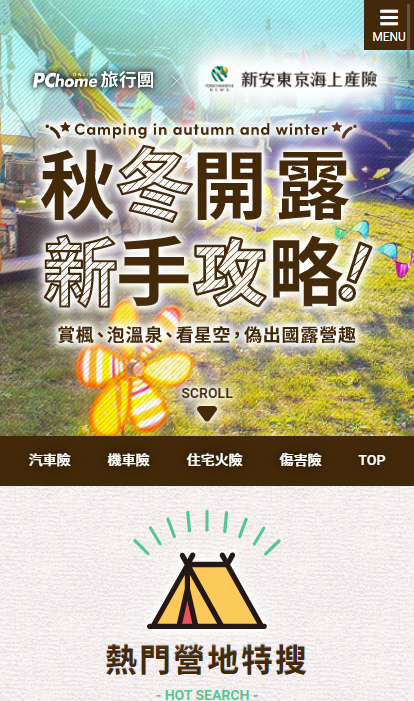 MENU
PChome 旅行團 × 新安東京海上產險
Camping in autumn and winter
秋冬開露
新手攻略!
賞楓、泡溫泉、看星空，偽出國露營趣
SCROLL
汽車險 機車險 住宅火險 傷害險 TOP
熱門營地特搜
- HOT SEARCH -